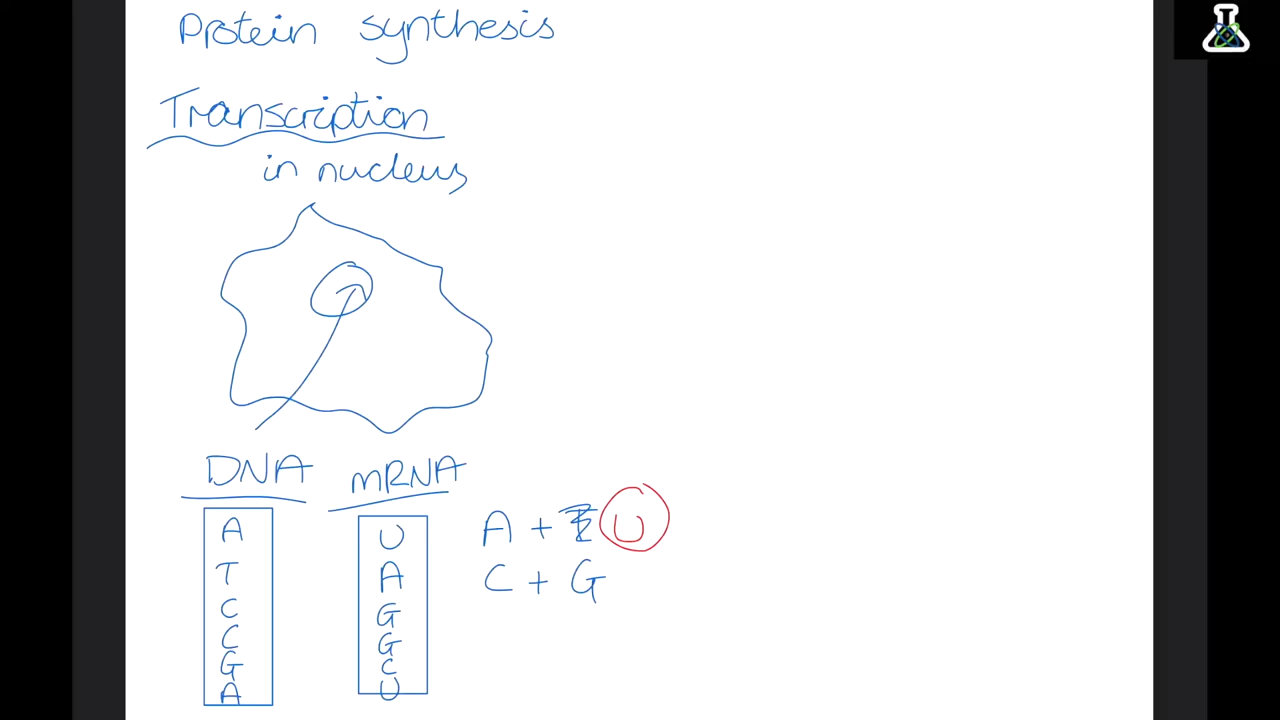 Protein synthesis
Transcription
in nucleus
DNA
A
T
C
C
G
A
mRNA
U
A
G
G
C
U
A + U
C + G